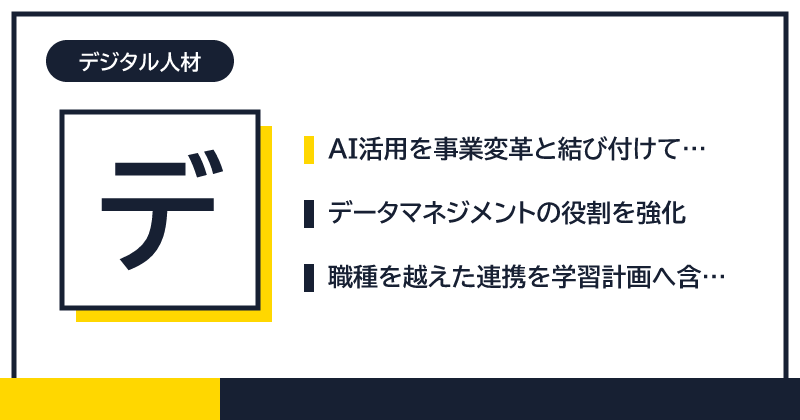 デジタル人材
デ
AI活用を事業変革と結び付けて…
データマネジメントの役割を強化
職種を越えた連携を学習計画へ含…